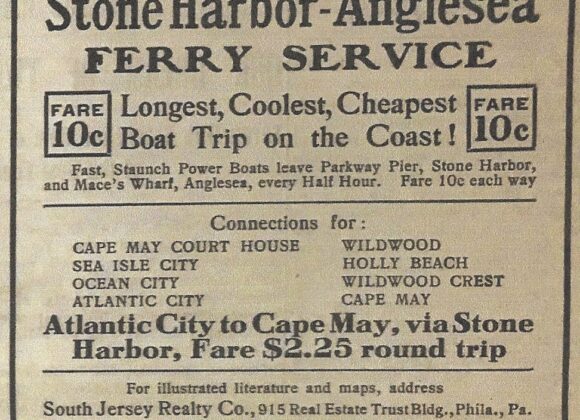 Stone Harbor-Anglesea
FERRY SERVICE
FARE
10c
Longest, Coolest, Cheapest
Boat Trip on the Coast!
FARE
10c
Fast, Staunch Power Boats leave Parkway Pier, Stone Harbor,
and Mace's Wharf, Anglesea, every Half Hour. Fare 10c each way
Connections for:
CAPE MAY COURT HOUSE
SEA ISLE CITY
OCEAN CITY
ATLANTIC CITY
WILDWOOD
HOLLY BEACH
WILDWOOD CREST
CAPE MAY
Atlantic City to Cape May, via Stone
Harbor, Fare $2.25 round trip
For illustrated literature and maps, address
South Jersey Realty Co., 915 Real Estate Trust Bldg., Phila., Pa.